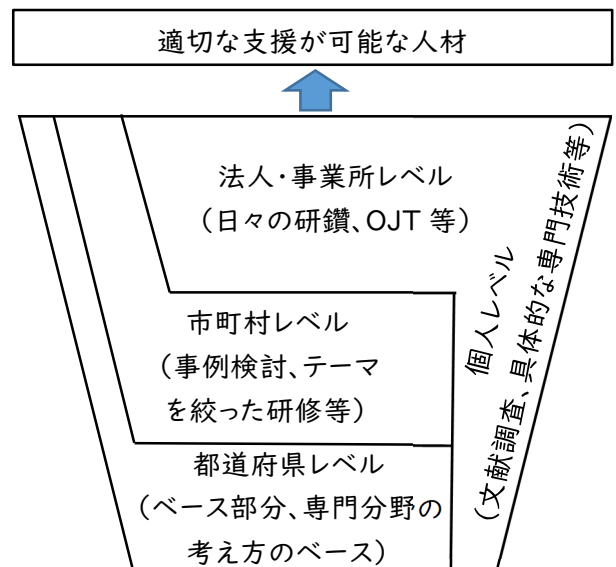 適切な支援が可能な人材
法人・事業所レベル
（日々の研鑽、OJT 等）
市町村レベル
（事例検討、テーマ
を絞った研修等）
都道府県レベル
（ベース部分、専門分野の
考え方のベース）
個人レベル
（文献調査、具体的な専門技術等）